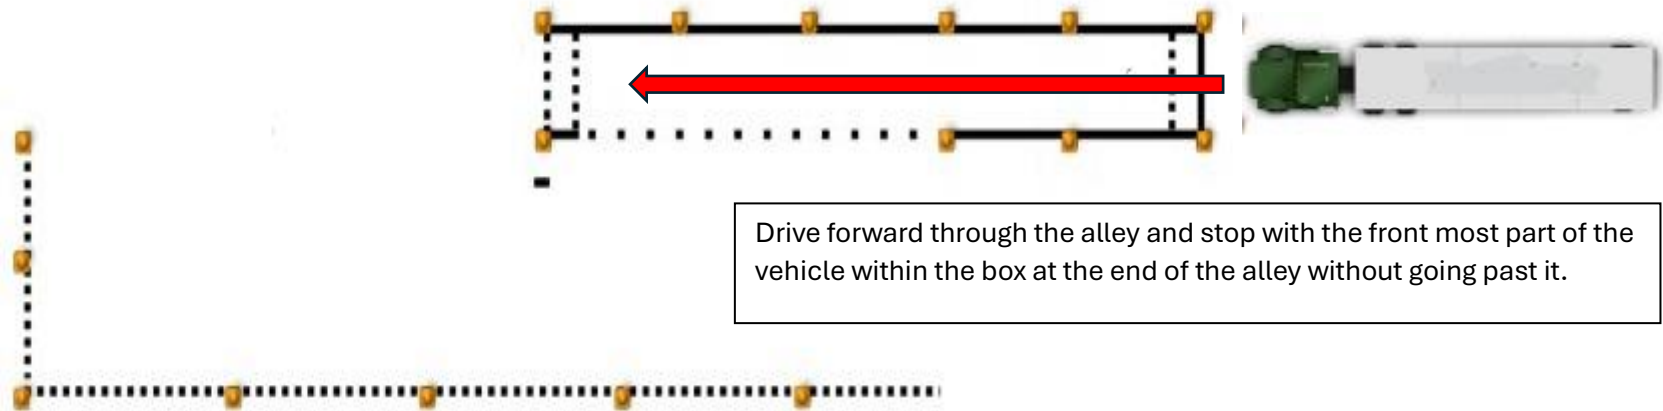 Drive forward through the alley and stop with the front most part of the
vehicle within the box at the end of the alley without going past it.